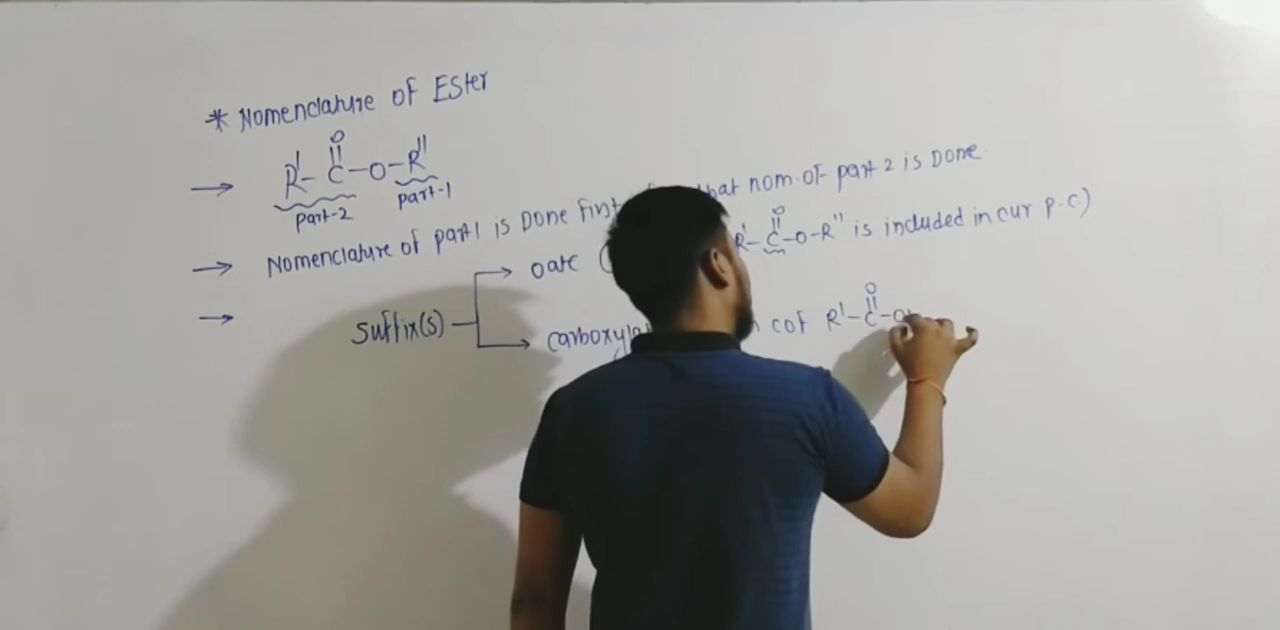 * Nomenclature of Ester
→ R'-C(=O)-O-R''
part-2 part-1
→ Nomenclature of part 1 is Done first that nom. of part 2 is Done.
→ suffix(s) → oate ( R'-C(=O)-O-R'' is included in our p.c.)
→ cof R'-C(=O)-O